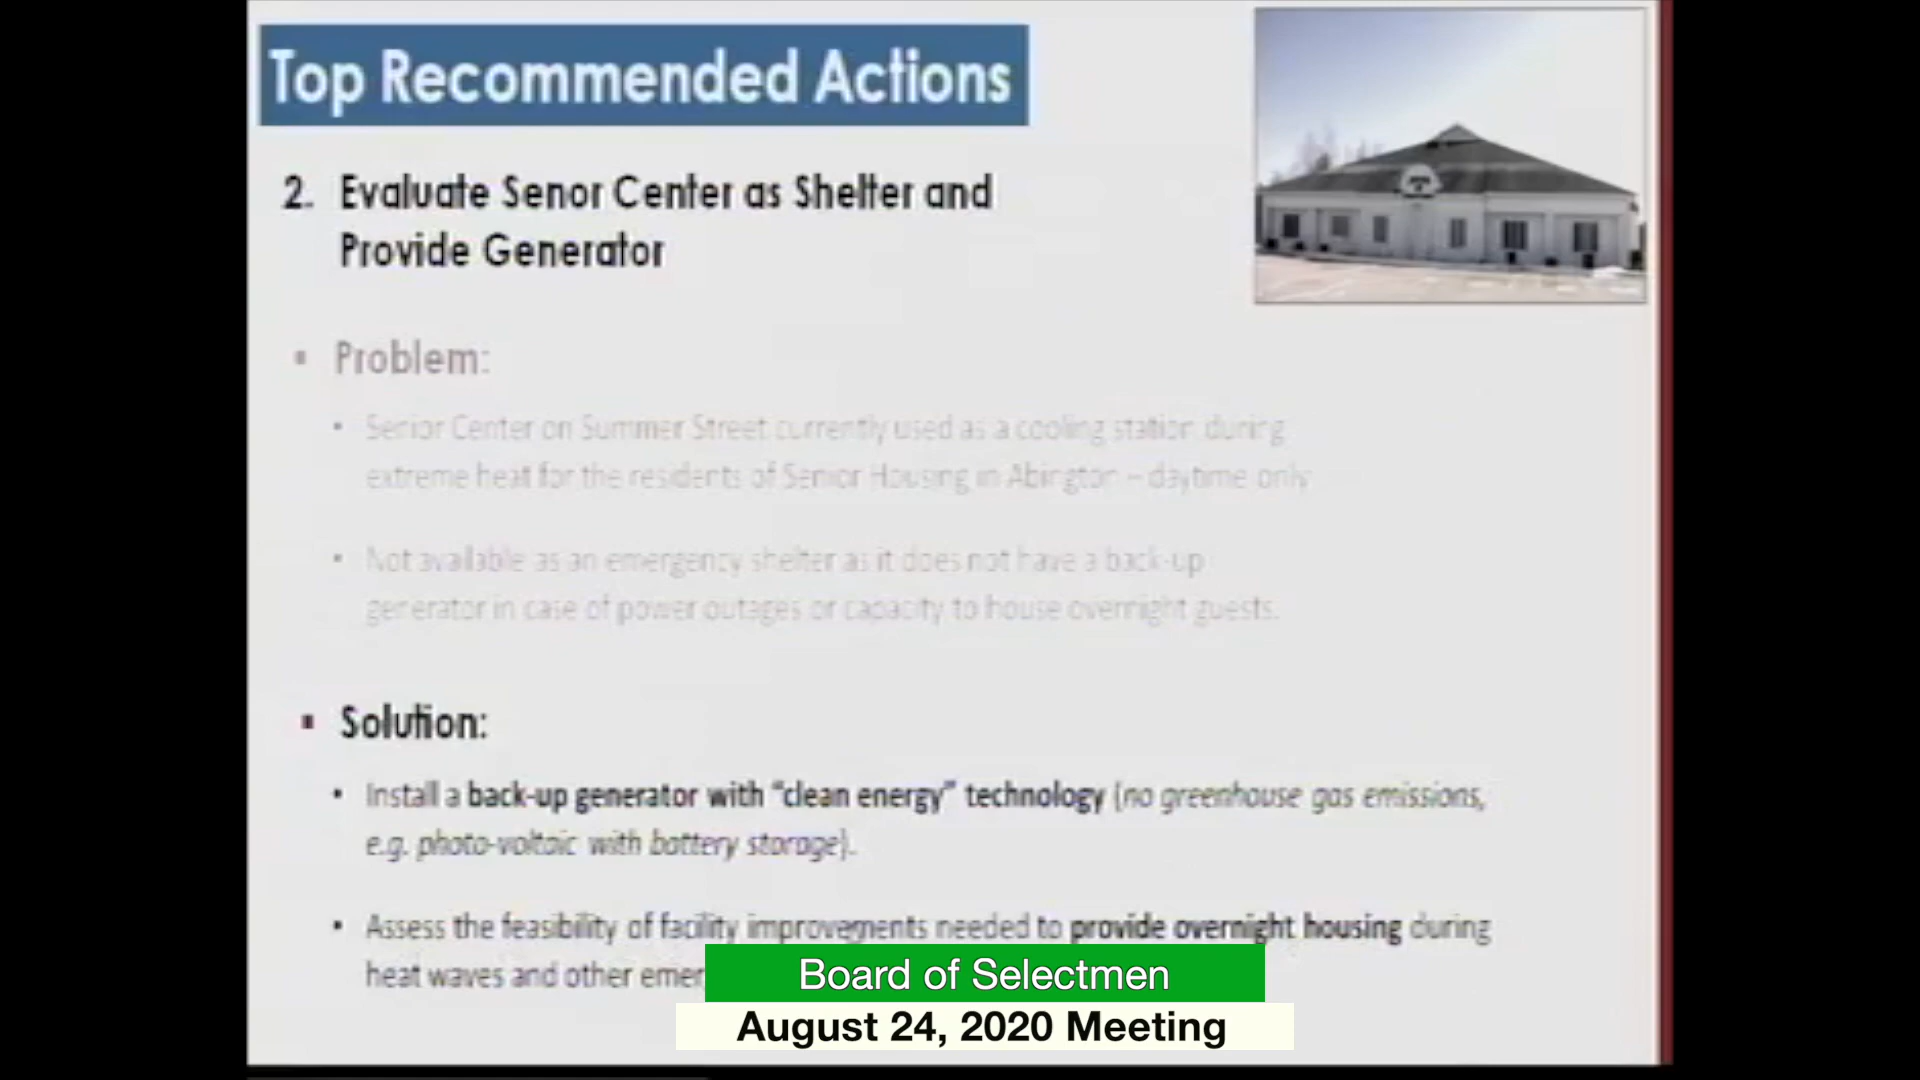 Top Recommended Actions
2. Evaluate Senor Center as Shelter and
Provide Generator
▪ Problem:
• Senior Center on Summer Street currently used as a cooling station during
extreme heat for the residents of Senior Housing in Abington – daytime only
• Not available as an emergency shelter as it does not have a back-up
generator in case of power outages or capacity to house overnight guests.
▪ Solution:
• Install a back-up generator with “clean energy” technology (no greenhouse gas emissions,
e.g. photo-voltaic with battery storage).
• Assess the feasibility of facility improvements needed to provide overnight housing during
heat waves and other emer
Board of Selectmen
August 24, 2020 Meeting